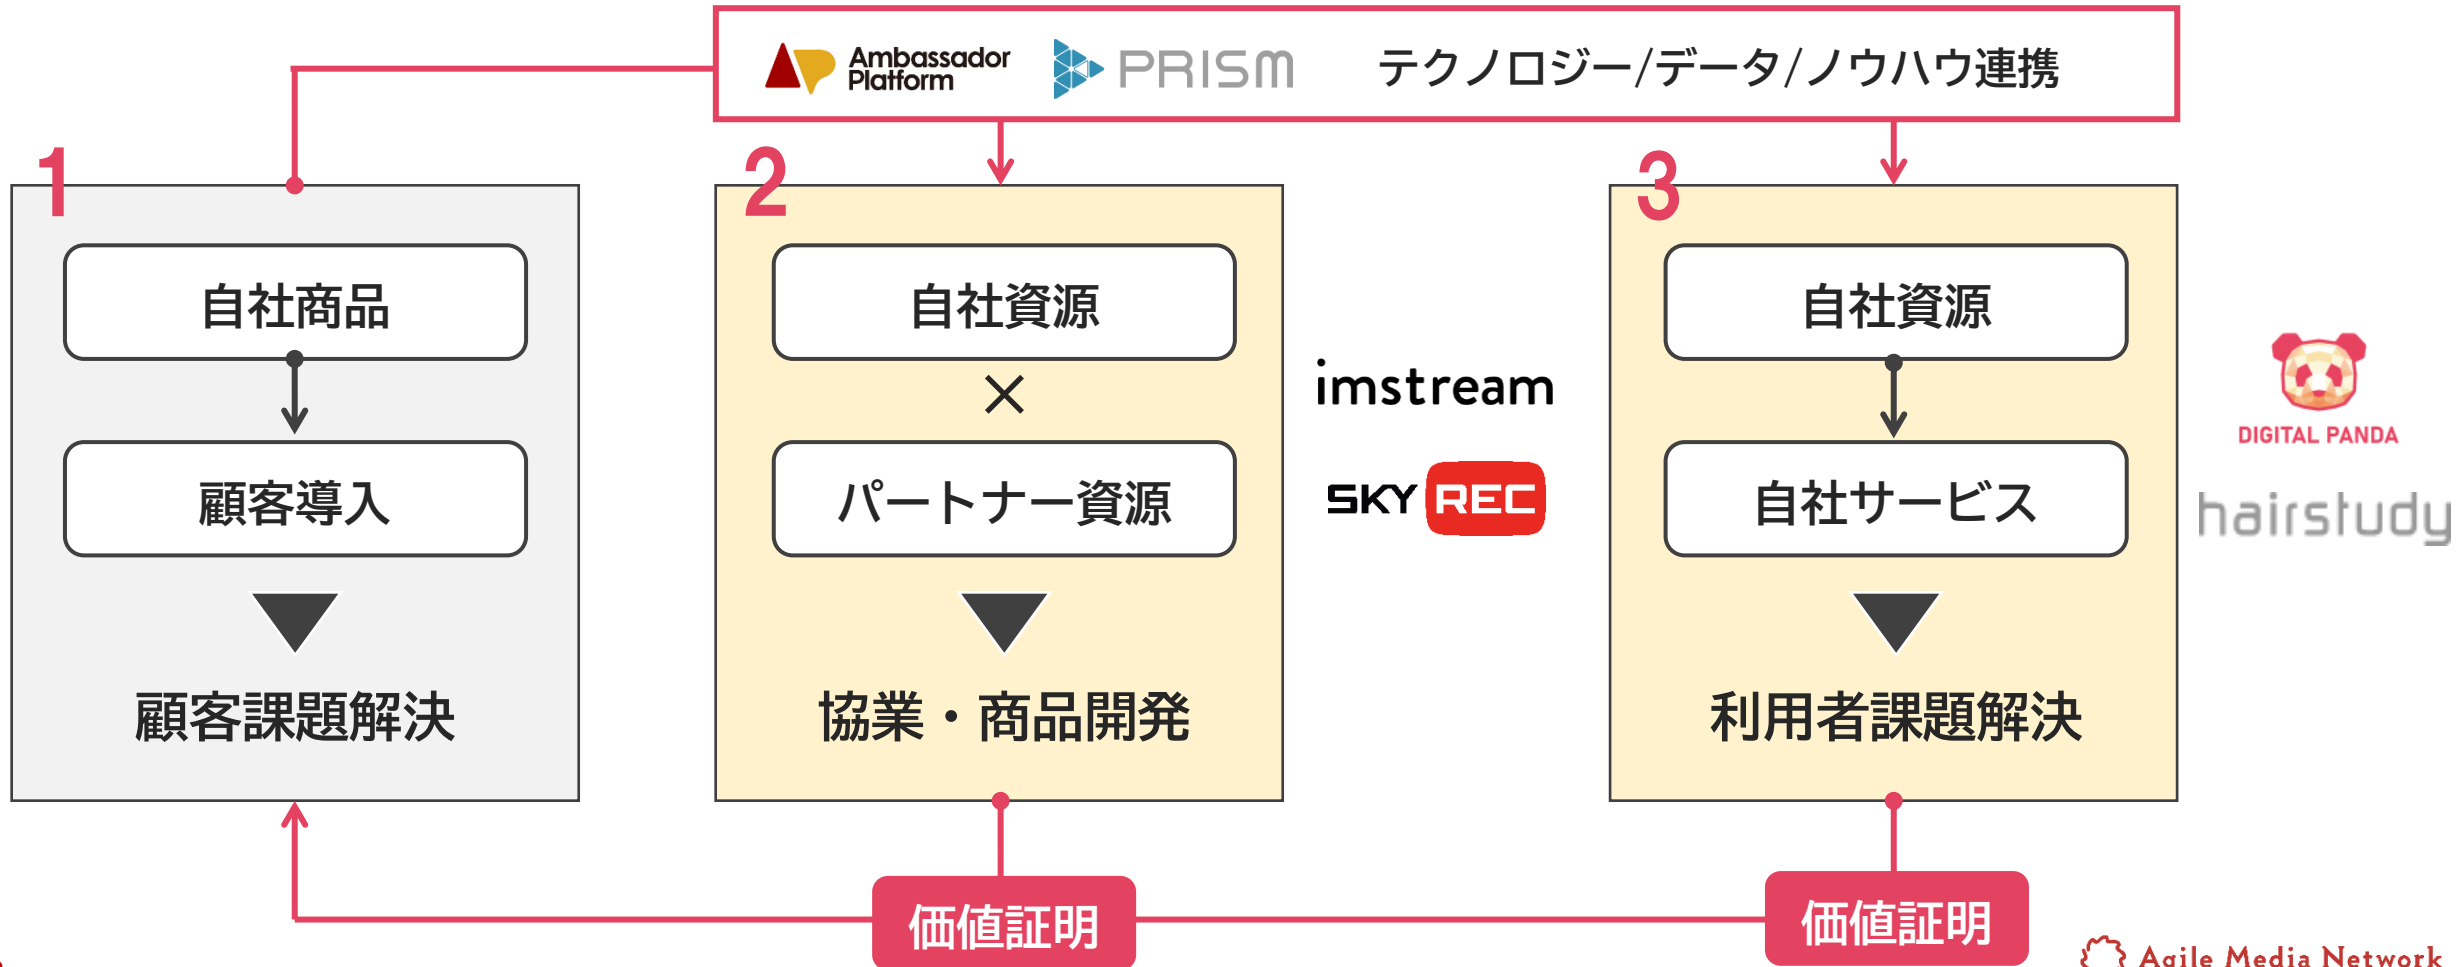 Ambassador
Platform
PRISM
テクノロジー/データ/ノウハウ連携
1
自社商品
顧客導入
顧客課題解決
2
自社資源
×
パートナー資源
協業・商品開発
imstream
SKY REC
3
自社資源
自社サービス
利用者課題解決
DIGITAL PANDA
hairstudy
価値証明
価値証明
Agile Media Network